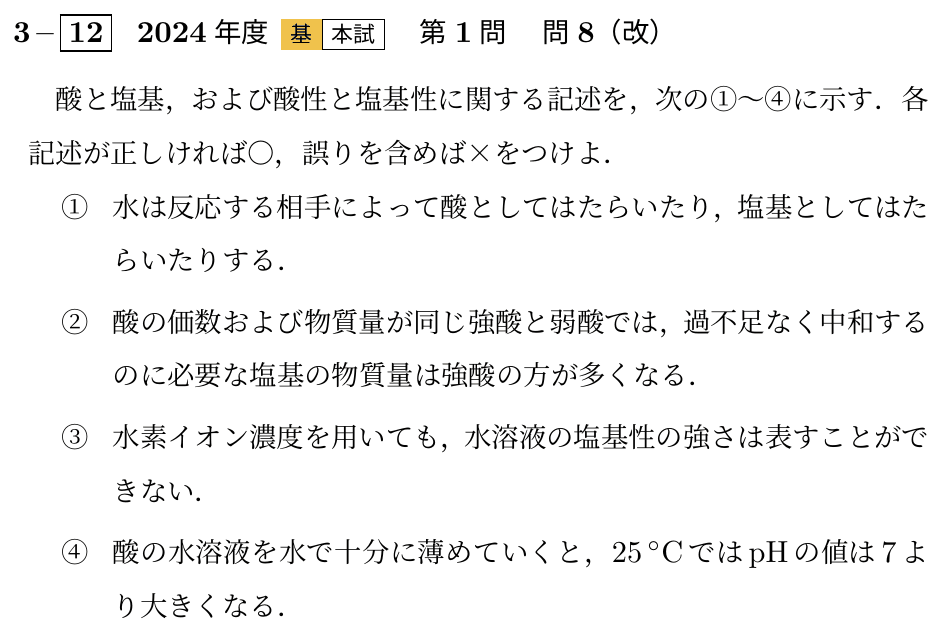 3－12 2024年度 基 本試 第1問 問8（改）
酸と塩基，および酸性と塩基性に関する記述を，次の①〜④に示す．各
記述が正しければ○，誤りを含めば×をつけよ．
① 水は反応する相手によって酸としてはたらいたり，塩基としてはた
らいたりする．
② 酸の価数および物質量が同じ強酸と弱酸では，過不足なく中和する
のに必要な塩基の物質量は強酸の方が多くなる．
③ 水素イオン濃度を用いても，水溶液の塩基性の強さは表すことがで
きない．
④ 酸の水溶液を水で十分に薄めていくと，25 °CではpHの値は7よ
り大きくなる．